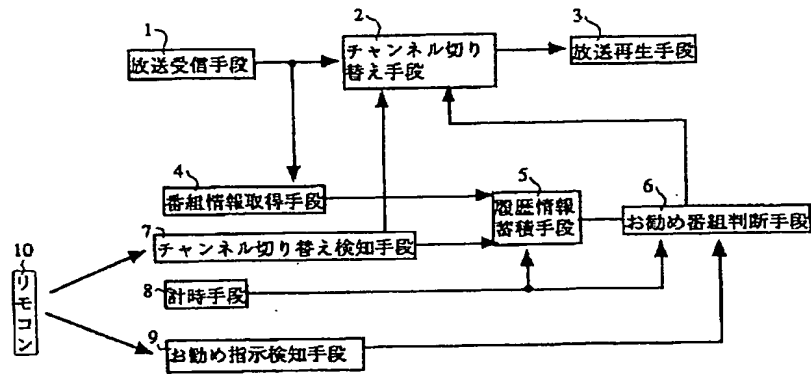 1
放送受信手段
2
チャンネル切り
替え手段
3
放送再生手段
4
番組情報取得手段
5
履歴情報
蓄積手段
6
お勧め番組判断手段
7
チャンネル切り替え検知手段
8
計時手段
9
お勧め指示検知手段
10
リモコン